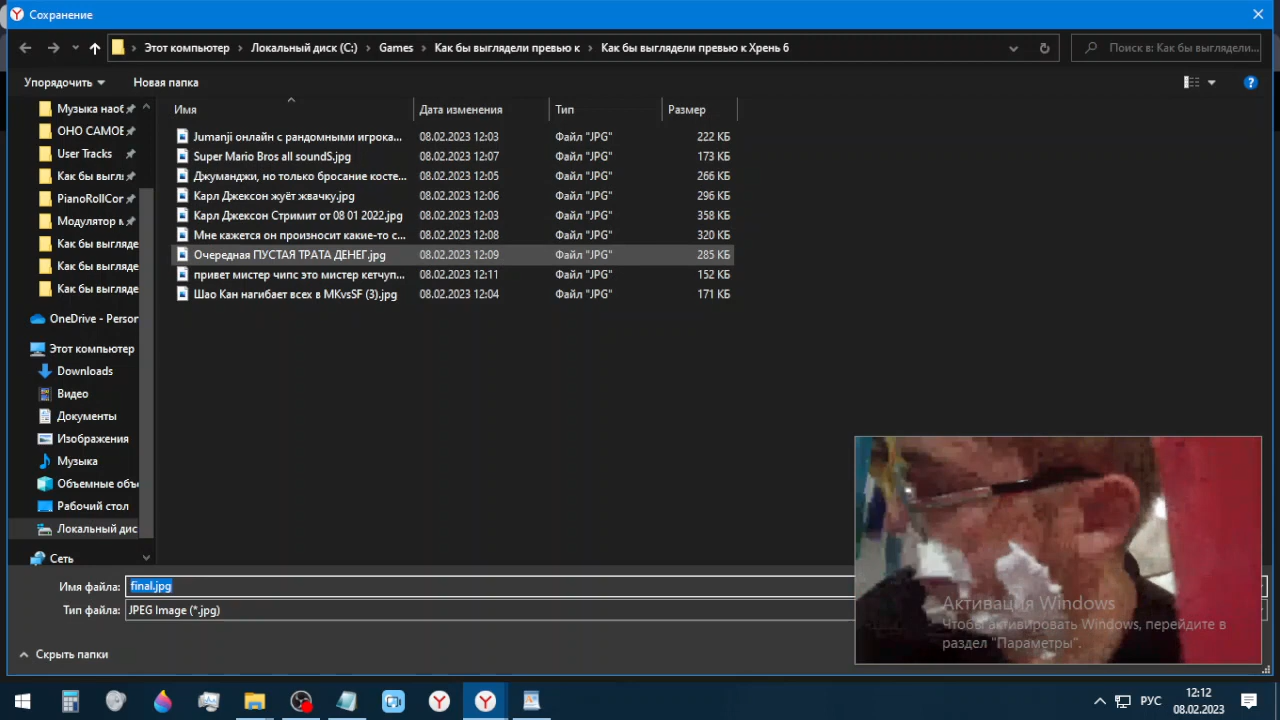 Сохранение
Этот компьютер Локальный диск (C:) Games Как бы выглядели превью к Как бы выглядели превью к Хрень 6
Поиск в: Как бы выглядели...
Упорядочить Новая папка
Имя Дата изменения Тип Размер
Музыка наоб
ОНО САМОЕ
User Tracks
Как бы выгл
PianoRollCor
Модулятор м
Как бы выгляде
Как бы выгляде
Как бы выгляде
OneDrive - Person
Этот компьютер
Downloads
Видео
Документы
Изображения
Музыка
Объемные объ
Рабочий стол
Локальный дис
Сеть
Jumanji онлайн с рандомными игрока... 08.02.2023 12:03 Файл "JPG" 222 КБ
Super Mario Bros all soundS.jpg 08.02.2023 12:07 Файл "JPG" 173 КБ
Джуманджи, но только бросание косте... 08.02.2023 12:05 Файл "JPG" 266 КБ
Карл Джексон жуёт жвачку.jpg 08.02.2023 12:06 Файл "JPG" 296 КБ
Карл Джексон Стримит от 08 01 2022.jpg 08.02.2023 12:03 Файл "JPG" 358 КБ
Мне кажется он произносит какие-то с... 08.02.2023 12:08 Файл "JPG" 320 КБ
Очередная ПУСТАЯ ТРАТА ДЕНЕГ.jpg 08.02.2023 12:09 Файл "JPG" 285 КБ
привет мистер чипс это мистер кетчуп... 08.02.2023 12:11 Файл "JPG" 152 КБ
Шао Кан нагибает всех в MKvsSF (3).jpg 08.02.2023 12:04 Файл "JPG" 171 КБ
Имя файла: final.jpg
Тип файла: JPEG Image (*.jpg)
Скрыть папки
Активация Windows
Чтобы активировать Windows, перейдите в
раздел "Параметры".
РУС
12:12
08.02.2023